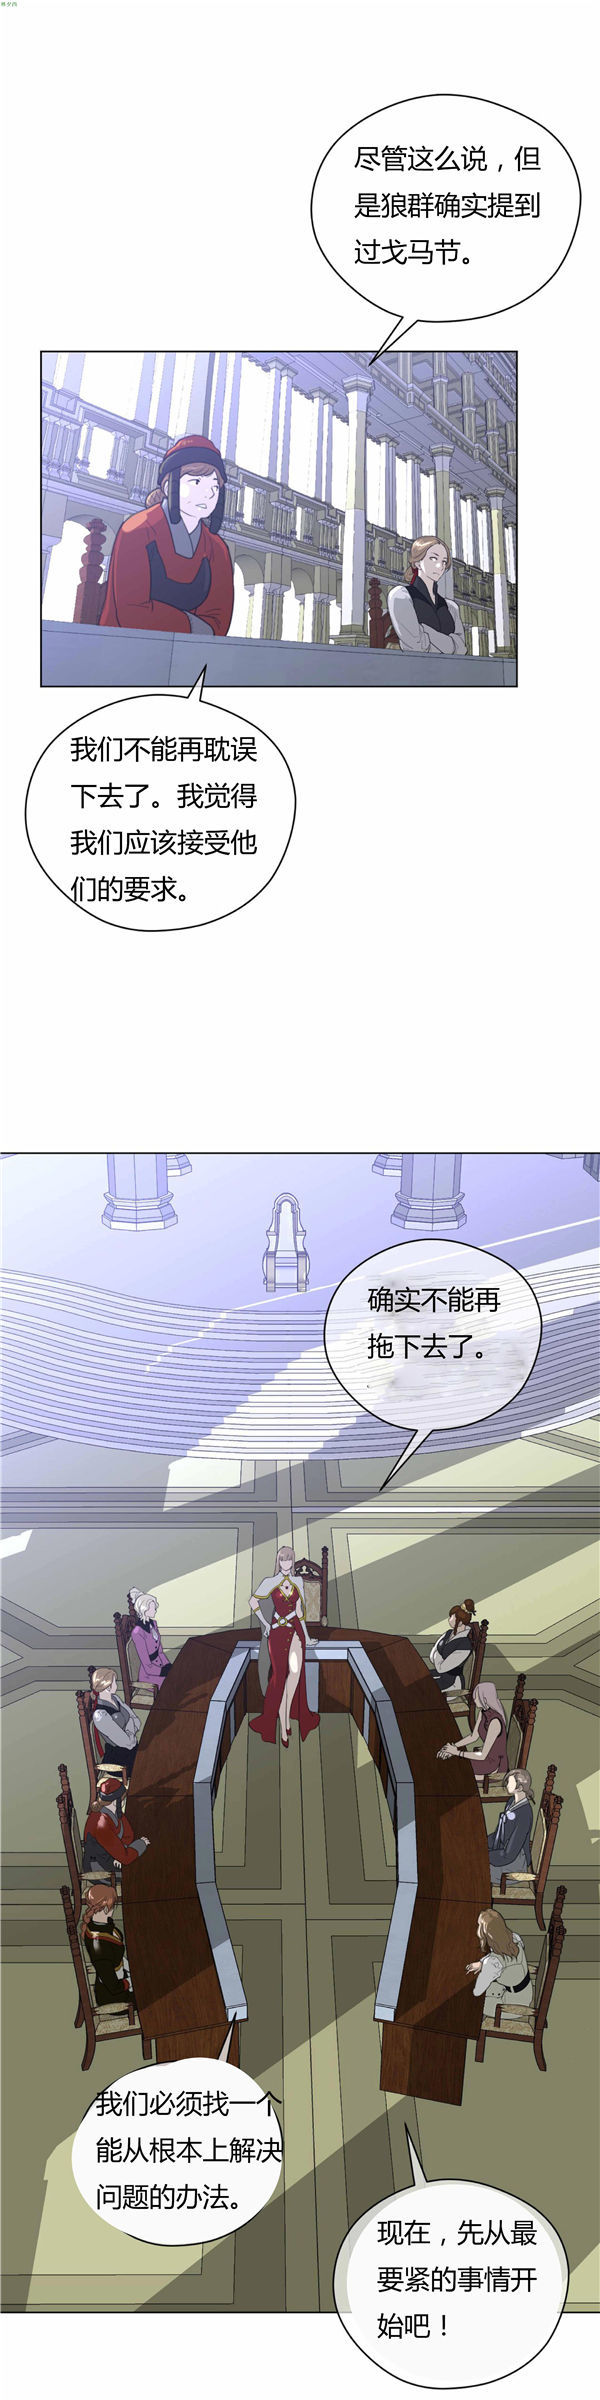 尽管这么说，但
是狼群确实提到
过戈马节。
我们不能再耽误
下去了。我觉得
我们应该接受他
们的要求。
确实不能再
拖下去了。
我们必须找一个
能从根本上解决
问题的办法。
现在，先从最
要紧的事情开
始吧！